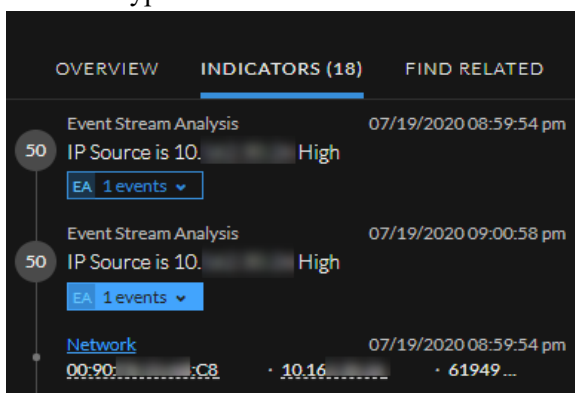 OVERVIEW INDICATORS (18) FIND RELATED
Event Stream Analysis 07/19/2020 08:59:54 pm
50 IP Source is 10. High
EA 1 events
Event Stream Analysis 07/19/2020 09:00:58 pm
50 IP Source is 10. High
EA 1 events
Network 07/19/2020 08:59:54 pm
00:90: :C8 · 10.16 · 61949 ...